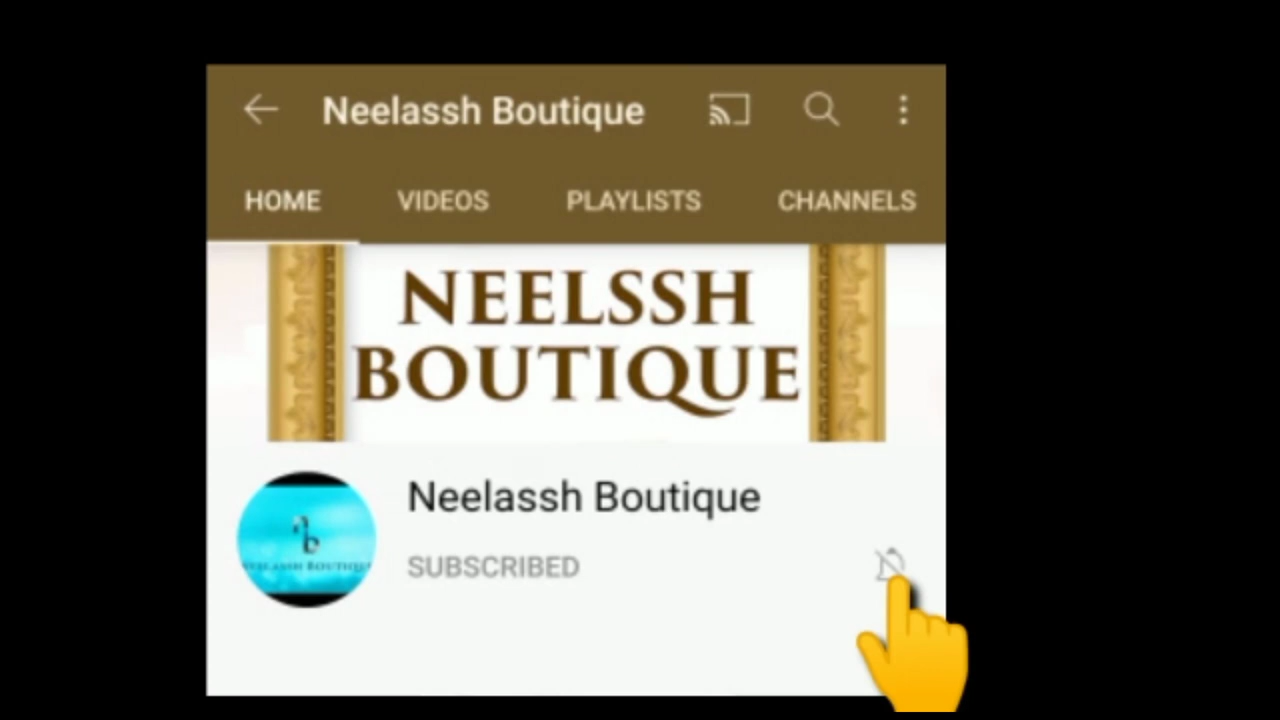 Neelassh Boutique
HOME VIDEOS PLAYLISTS CHANNELS
NEELSSH
BOUTIQUE
Neelassh Boutique
SUBSCRIBED